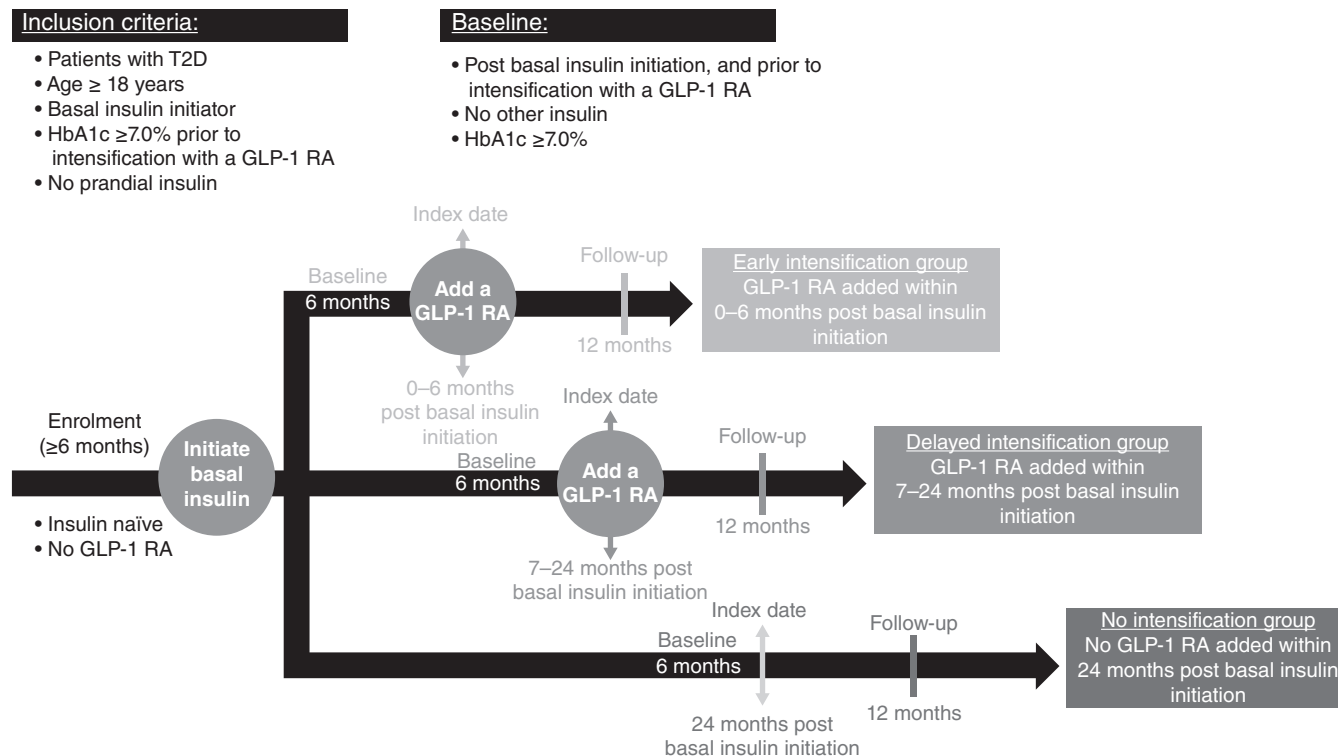 Inclusion criteria:
• Patients with T2D
• Age ≥ 18 years
• Basal insulin initiator
• HbA1c ≥7.0% prior to
intensification with a GLP-1 RA
• No prandial insulin
Baseline:
• Post basal insulin initiation, and prior to
intensification with a GLP-1 RA
• No other insulin
• HbA1c ≥7.0%
Index date
Baseline
6 months
Add a
GLP-1 RA
Follow-up
12 months
0–6 months
post basal insulin
initiation
Early intensification group
GLP-1 RA added within
0–6 months post basal insulin
initiation
Enrolment
(≥6 months)
Initiate
basal
insulin
• Insulin naïve
• No GLP-1 RA
Index date
Baseline
6 months
Add a
GLP-1 RA
Follow-up
12 months
7–24 months post
basal insulin initiation
Delayed intensification group
GLP-1 RA added within
7–24 months post basal insulin
initiation
Index date
Baseline
6 months
Follow-up
12 months
24 months post
basal insulin initiation
No intensification group
No GLP-1 RA added within
24 months post basal insulin
initiation